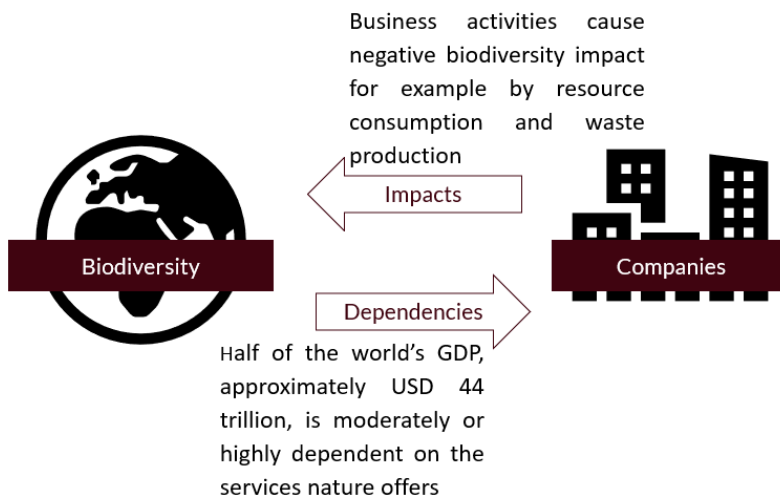 Business activities cause
negative biodiversity impact
for example by resource
consumption and waste
production
Impacts
Biodiversity
Companies
Dependencies
Half of the world’s GDP,
approximately USD 44
trillion, is moderately or
highly dependent on the
services nature offers